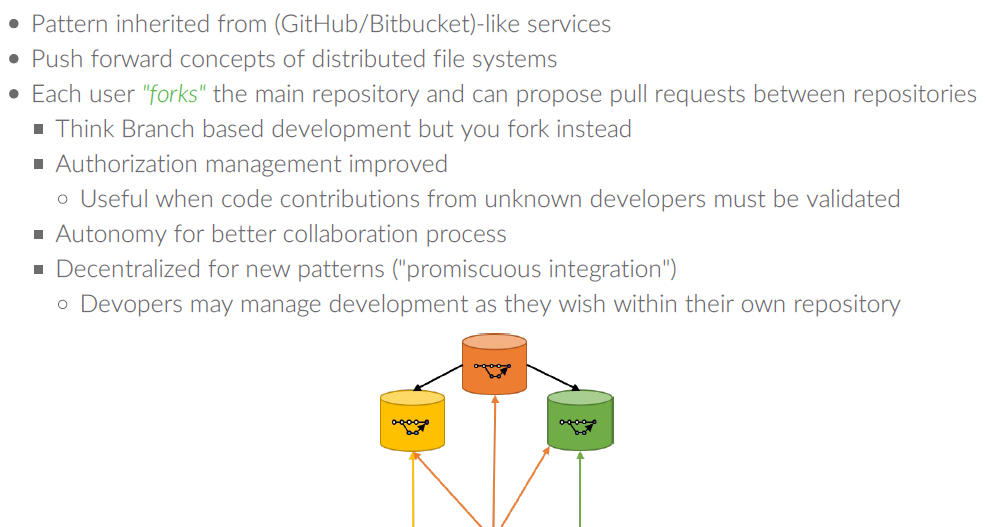 Pattern inherited from (GitHub/Bitbucket)-like services
Push forward concepts of distributed file systems
Each user "forks" the main repository and can propose pull requests between repositories
Think Branch based development but you fork instead
Authorization management improved
Useful when code contributions from unknown developers must be validated
Autonomy for better collaboration process
Decentralized for new patterns ("promiscuous integration")
Devopers may manage development as they wish within their own repository